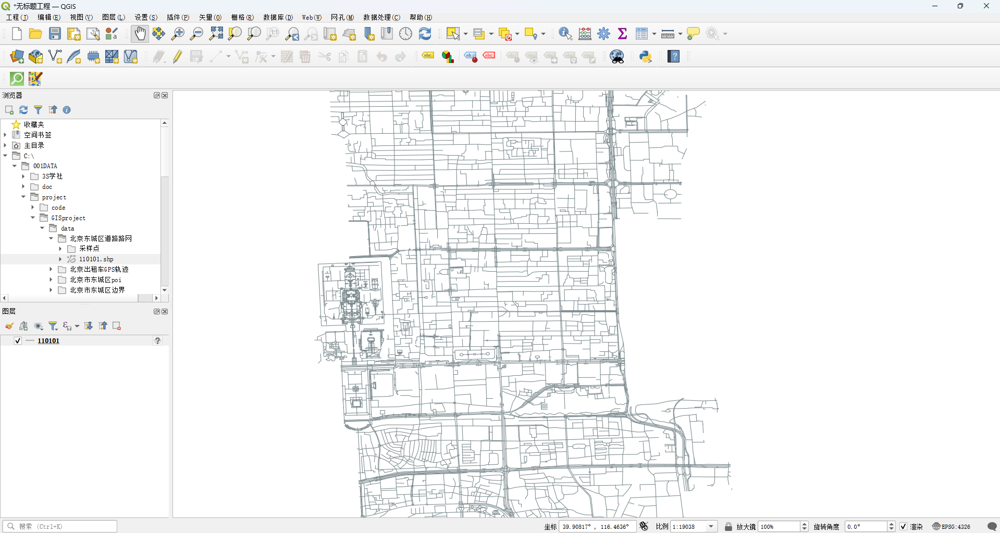 *无标题工程 — QGIS
工程(J) 编辑(E) 视图(V) 图层(L) 设置(S) 插件(P) 矢量(O) 栅格(R) 数据库(D) Web(W) 网孔(M) 数据处理(C) 帮助(H)
浏览器
收藏夹
空间书签
主目录
C:\
001DATA
3S学社
doc
project
code
GISproject
data
北京东城区道路路网
采样点
110101.shp
北京出租车GPS轨迹
北京市东城区poi
北京市东城区边界
图层
110101
搜索 (Ctrl+K)
坐标 39.90817° , 116.4636° 比例 1:19038 放大镜 100% 旋转角度 0.0° 渲染 EPSG:4326